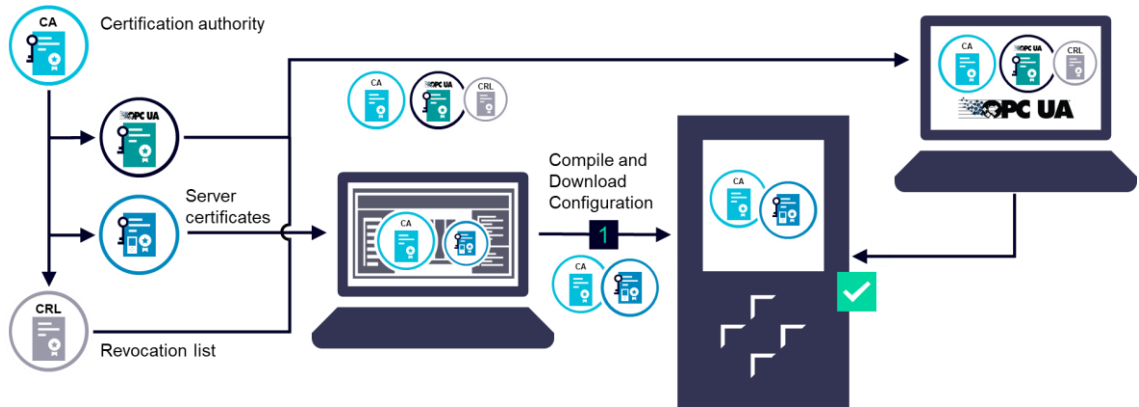 CA
Certification authority
OPC UA
Server
certificates
CRL
Revocation list
CA
OPC UA
CRL
CA
Compile and
Download
Configuration
1
CA
CA
CA
OPC UA
CRL
OPC UA